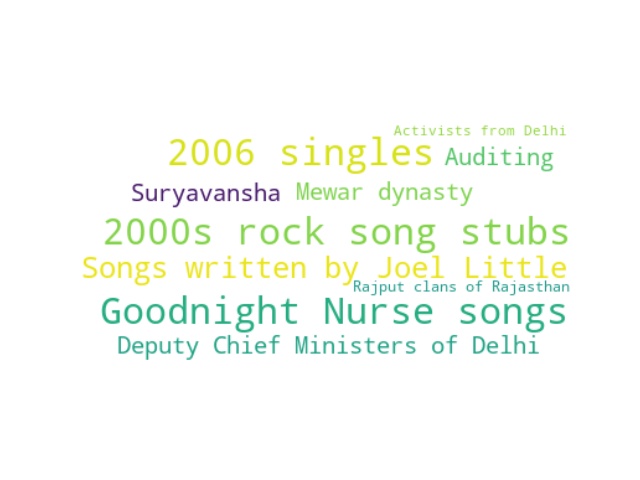 Activists from Delhi
2006 singles Auditing
Suryavansha Mewar dynasty
2000s rock song stubs
Songs written by Joel Little
Rajput clans of Rajasthan
Goodnight Nurse songs
Deputy Chief Ministers of Delhi